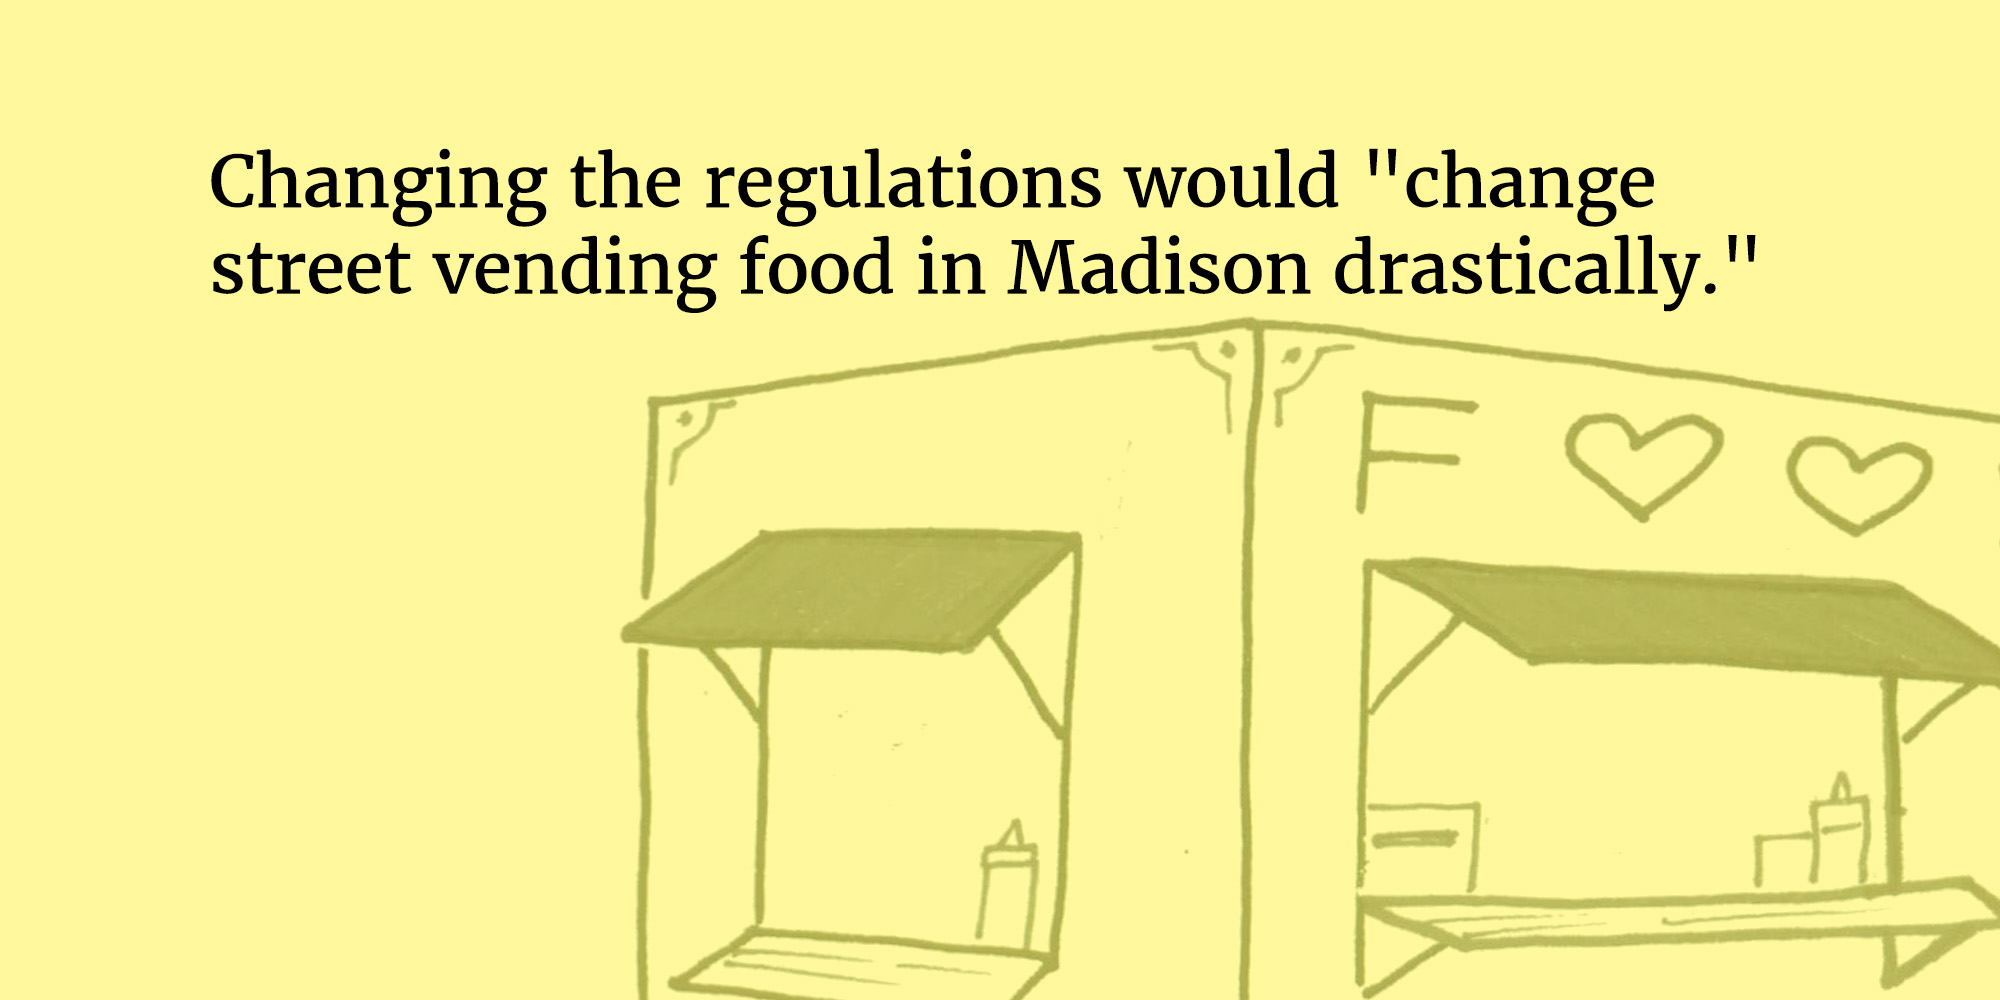 Changing the regulations would "change
street vending food in Madison drastically."
F